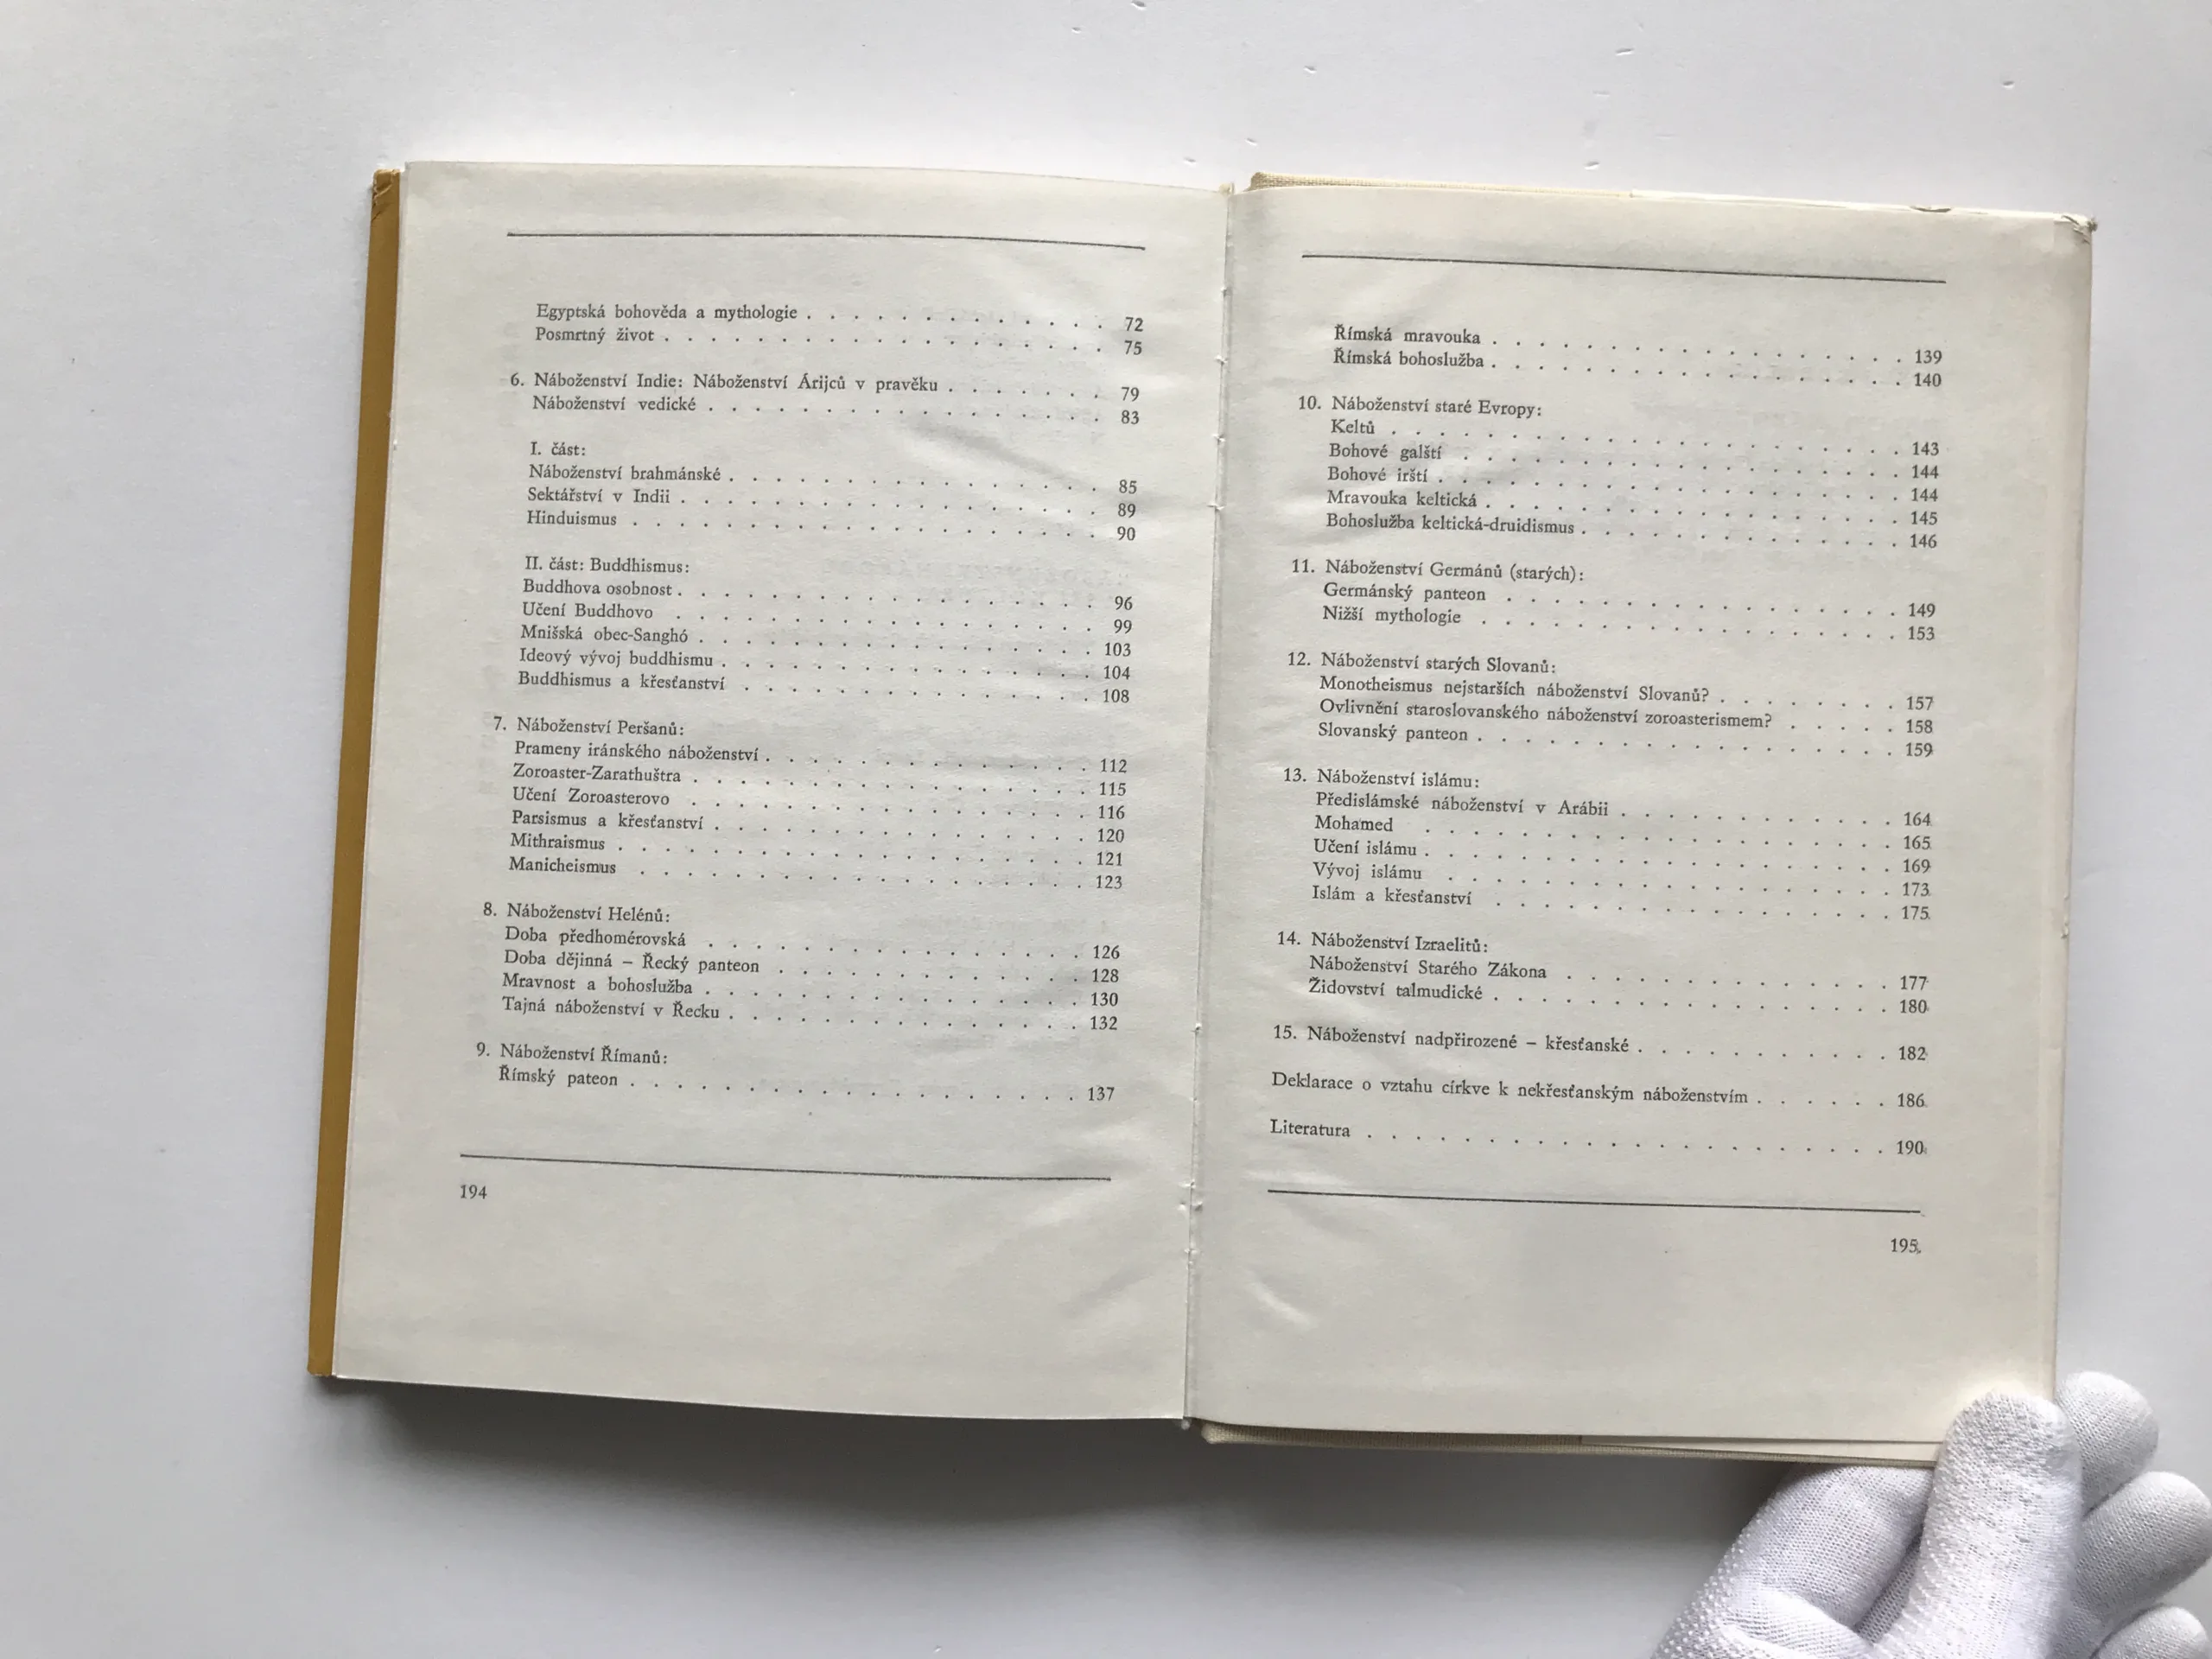 Egyptská bohověda a mythologie . . . . . . . . . . . . . 72
Posmrtný život . . . . . . . . . . . . . . . . . . . 75
6. Náboženství Indie: Náboženství Árijců v pravěku . . . . . . . 79
Náboženství vedické . . . . . . . . . . . . . . . . . 83
I. část:
Náboženství brahmánské . . . . . . . . . . . . . . . . 85
Sektářství v Indii . . . . . . . . . . . . . . . . . . 89
Hinduismus . . . . . . . . . . . . . . . . . . . . 90
II. část: Buddhismus:
Buddhova osobnost . . . . . . . . . . . . . . . . . . 96
Učení Buddhovo . . . . . . . . . . . . . . . . . . 99
Mnišská obec-Sanghó . . . . . . . . . . . . . . . . . 103
Ideový vývoj buddhismu . . . . . . . . . . . . . . . . 104
Buddhismus a křesťanství . . . . . . . . . . . . . . . 108
7. Náboženství Peršanů:
Prameny iránského náboženství . . . . . . . . . . . . . . 112
Zoroaster-Zarathuštra . . . . . . . . . . . . . . . . . 115
Učení Zoroasterovo . . . . . . . . . . . . . . . . . 116
Parsismus a křesťanství . . . . . . . . . . . . . . . . 120
Mithraismus . . . . . . . . . . . . . . . . . . . . 121
Manicheismus . . . . . . . . . . . . . . . . . . . 123
8. Náboženství Helénů:
Doba předhomérovská . . . . . . . . . . . . . . . . 126
Doba dějinná – Řecký panteon . . . . . . . . . . . . . 128
Mravnost a bohoslužba . . . . . . . . . . . . . . . . 130
Tajná náboženství v Řecku . . . . . . . . . . . . . . . 132
9. Náboženství Římanů:
Římský pateon . . . . . . . . . . . . . . . . . . . 137
194
Římská mravouka . . . . . . . . . . . . . . . . . . 139
Římská bohoslužba . . . . . . . . . . . . . . . . . . 140
10. Náboženství staré Evropy:
Keltů . . . . . . . . . . . . . . . . . . . . . . 143
Bohové galští . . . . . . . . . . . . . . . . . . . 144
Bohové irští . . . . . . . . . . . . . . . . . . . . 144
Mravouka keltická . . . . . . . . . . . . . . . . . . 145
Bohoslužba keltická-druidismus . . . . . . . . . . . . . . 146
11. Náboženství Germánů (starých):
Germánský panteon . . . . . . . . . . . . . . . . . 149
Nižší mythologie . . . . . . . . . . . . . . . . . . 153
12. Náboženství starých Slovanů:
Monotheismus nejstarších náboženství Slovanů? . . . . . . . . 157
Ovlivnění staroslovanského náboženství zoroasterismem? . . . . . 158
Slovanský panteon . . . . . . . . . . . . . . . . . . 159
13. Náboženství islámu:
Předislámské náboženství v Arábii . . . . . . . . . . . . 164
Mohamed . . . . . . . . . . . . . . . . . . . . 165
Učení islámu . . . . . . . . . . . . . . . . . . . . 169
Vývoj islámu . . . . . . . . . . . . . . . . . . . 173
Islám a křesťanství . . . . . . . . . . . . . . . . . 175
14. Náboženství Izraelitů:
Náboženství Starého Zákona . . . . . . . . . . . . . . 177
Židovství talmudické . . . . . . . . . . . . . . . . . 180
15. Náboženství nadpřirozené – křesťanské . . . . . . . . . . . 182
Deklarace o vztahu církve k nekřesťanským náboženstvím . . . . . . 186
Literatura . . . . . . . . . . . . . . . . . . . . . . 190
195